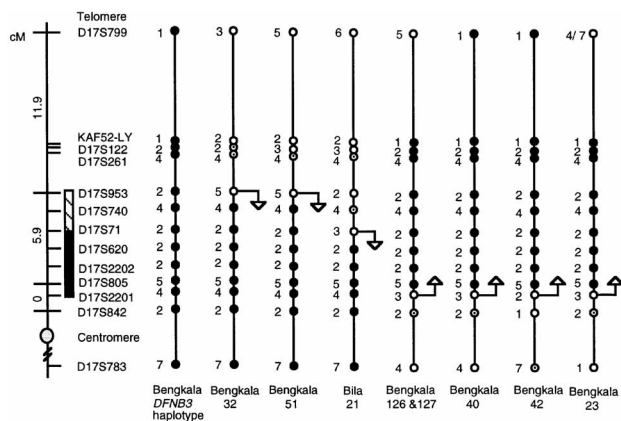 Telomere
cM D17S799 1 3 5 6 5 1 1 4/7
11.9
KAF52-LY 1 2 2 2 1 1 1 1
D17S122 2 2 3 3 2 2 2 2
D17S261 4 4 4 4 4 4 4 4
D17S953 2 5 5 2 2 2 2 2
D17S740 4 4 4 4 4 4 4 4
5.9
D17S71 2 2 2 3 2 2 2 2
D17S620 2 2 2 2 2 2 2 2
D17S2202 2 2 2 2 2 2 2 2
D17S805 5 5 5 5 5 5 5 5
0 D17S2201 4 4 4 4 3 3 2 3
D17S842 2 2 2 2 2 2 1 2
Centromere
D17S783 7 7 7 7 4 4 7 1
Bengkala Bengkala Bengkala Bila Bengkala Bengkala Bengkala Bengkala
DFNB3 32 51 21 126 &127 40 42 23
haplotype